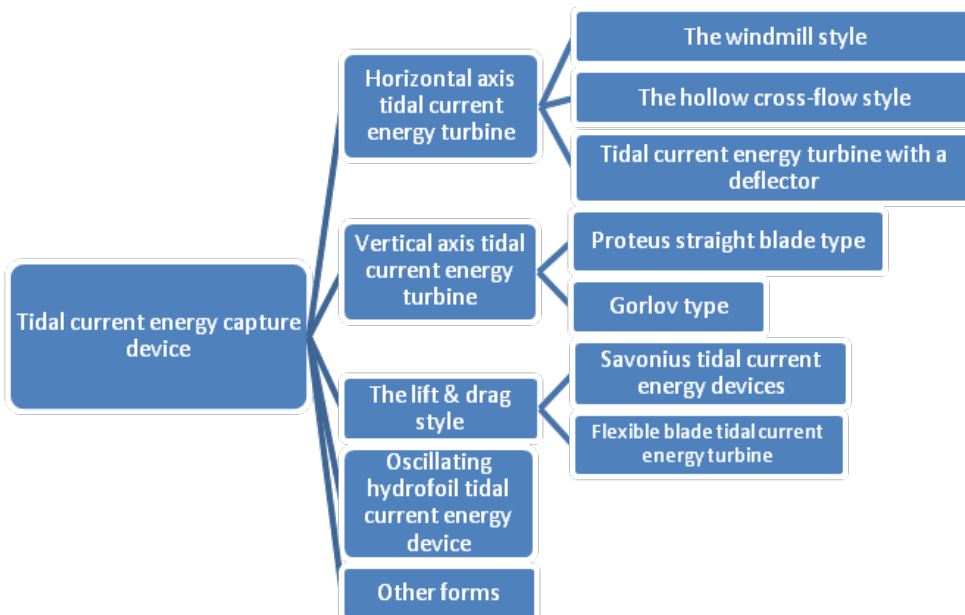 Tidal current energy capture
device
Horizontal axis
tidal current
energy turbine
The windmill style
The hollow cross-flow style
Tidal current energy turbine with a
deflector
Vertical axis tidal
current energy
turbine
Proteus straight blade type
Gorlov type
The lift & drag
style
Savonius tidal current
energy devices
Flexible blade tidal current
energy turbine
Oscillating
hydrofoil tidal
current energy
device
Other forms